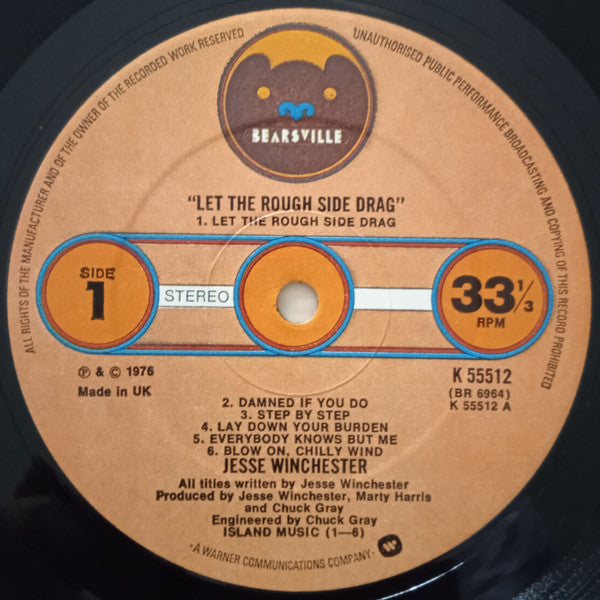 ALL RIGHTS OF THE MANUFACTURER AND OF THE OWNER OF THE RECORDED WORK RESERVED
UNAUTHORISED PUBLIC PERFORMANCE BROADCASTING AND COPYING OF THIS RECORD PROHIBITED
BEARSVILLE
"LET THE ROUGH SIDE DRAG"
1. LET THE ROUGH SIDE DRAG
SIDE
1
STEREO
33 1/3
RPM
℗ & © 1976
Made in UK
K 55512
(BR 6964)
K 55512 A
2. DAMNED IF YOU DO
3. STEP BY STEP
4. LAY DOWN YOUR BURDEN
5. EVERYBODY KNOWS BUT ME
6. BLOW ON, CHILLY WIND
JESSE WINCHESTER
All titles written by Jesse Winchester
Produced by Jesse Winchester, Marty Harris
and Chuck Gray
Engineered by Chuck Gray
ISLAND MUSIC (1—6)
· A WARNER COMMUNICATIONS COMPANY ·